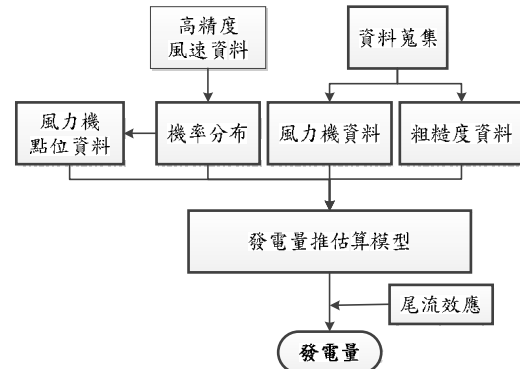 高精度
風速資料
資料蒐集
風力機
點位資料
機率分布
風力機資料
粗糙度資料
發電量推估算模型
尾流效應
發電量